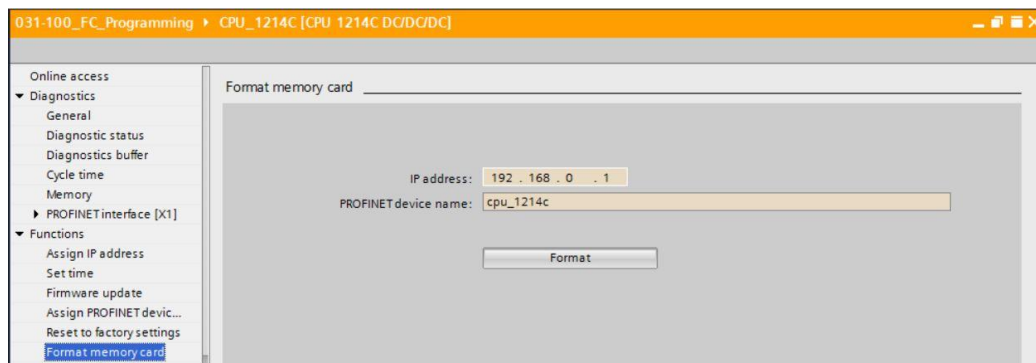 031-100_FC_Programming ▸ CPU_1214C [CPU 1214C DC/DC/DC]
Online access
Diagnostics
General
Diagnostic status
Diagnostics buffer
Cycle time
Memory
PROFINET interface [X1]
Functions
Assign IP address
Set time
Firmware update
Assign PROFINET devic...
Reset to factory settings
Format memory card
Format memory card
IP address: 192 . 168 . 0 . 1
PROFINET device name: cpu_1214c
Format